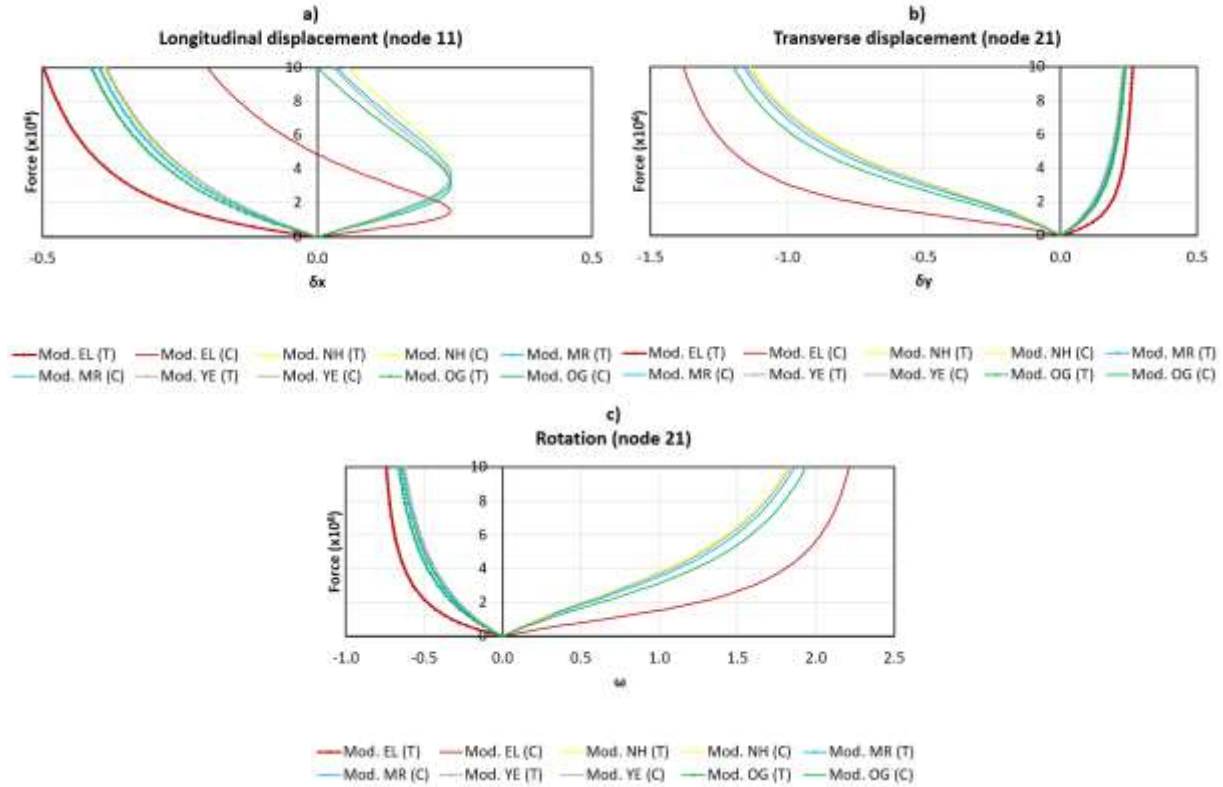 a)
Longitudinal displacement (node 11)
10
8
6
4
2
0
Force (x10⁶)
-0.5
0.0
0.5
δx
b)
Transverse displacement (node 21)
10
8
6
4
2
0
Force (x10⁶)
-1.5
-1.0
-0.5
0.0
0.5
δy
Mod. EL (T) Mod. EL (C) Mod. NH (T) Mod. NH (C) Mod. MR (T)
Mod. MR (C) Mod. YE (T) Mod. YE (C) Mod. OG (T) Mod. OG (C)
Mod. EL (T) Mod. EL (C) Mod. NH (T) Mod. NH (C) Mod. MR (T)
Mod. MR (C) Mod. YE (T) Mod. YE (C) Mod. OG (T) Mod. OG (C)
c)
Rotation (node 21)
10
8
6
4
2
0
Force (x10⁶)
-1.0
-0.5
0.0
0.5
1.0
1.5
2.0
2.5
ω
Mod. EL (T) Mod. EL (C) Mod. NH (T) Mod. NH (C) Mod. MR (T)
Mod. MR (C) Mod. YE (T) Mod. YE (C) Mod. OG (T) Mod. OG (C)